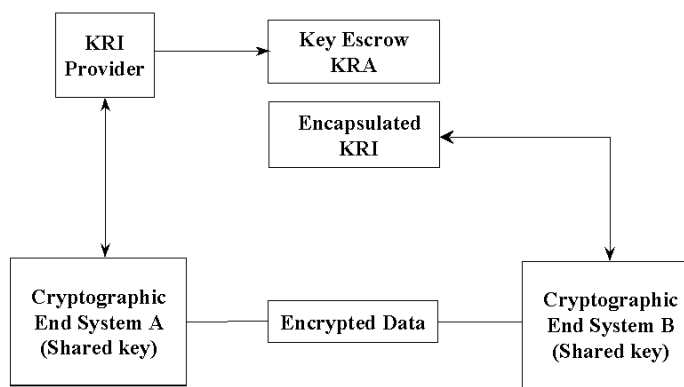 KRI
Provider
Key Escrow
KRA
Encapsulated
KRI
Cryptographic
End System A
(Shared key)
Encrypted Data
Cryptographic
End System B
(Shared key)